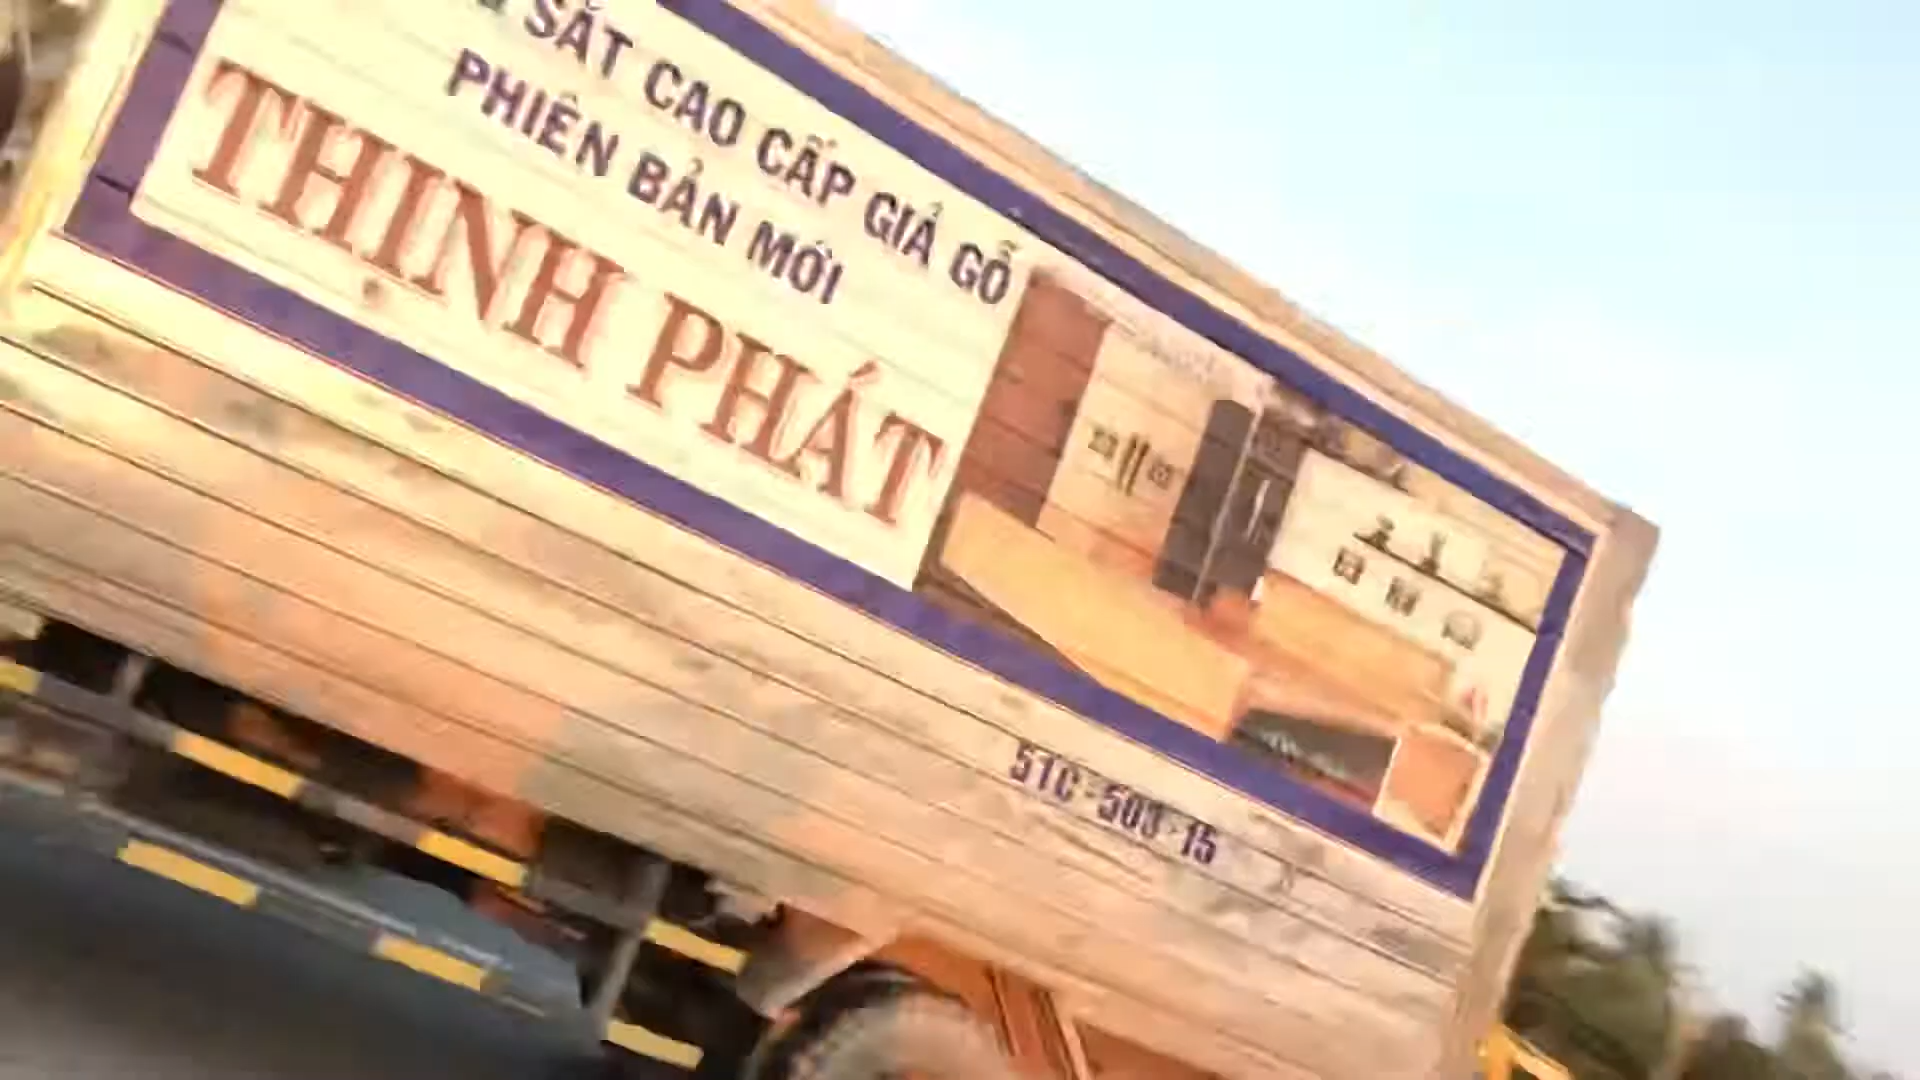 SẮT CAO CẤP GIẢ GỖ
PHIÊN BẢN MỚI
THỊNH PHÁT
51C-503-15